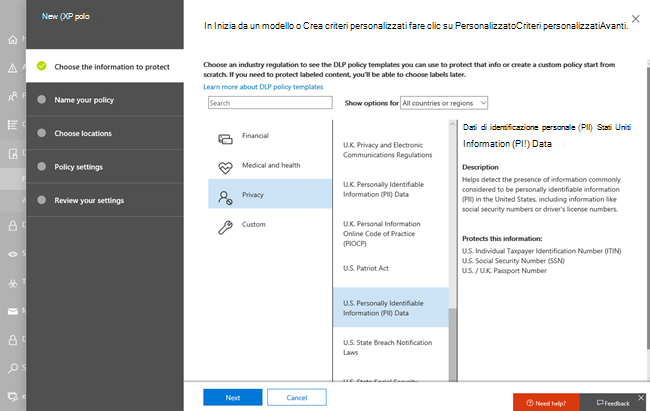 New (XP polo
In Inizia da un modello o Crea criteri personalizzati fare clic su PersonalizzatoCriteri personalizzatiAvanti.
Choose the information to protect
Name your policy
Choose locations
Policy settings
Review your settings
Choose an industry regulation to see the DLP policy templates you can use to protect that info or create a custom policy start from
scratch. If you need to protect labeled content, you'll be able to choose labels later.
Learn more about DLP policy templates
Search
Show options for
All countries or regions
Financial
Medical and health
Privacy
Custom
U.K. Privacy and Electronic
Communications Regulations
U.K. Personally Identifiable
Information (PII) Data
U.K. Personal Information
Online Code of Practice
(PIOCP)
U.S. Patriot Act
U.S. Personally Identifiable
Information (PII) Data
U.S. State Breach Notification
Laws
U.S. State Social Security
Dati di identificazione personale (PII) Stati Uniti
Information (PI!) Data
Description
Helps detect the presence of information commonly
considered to be personally identifiable information
(PII) in the United States, including information like
social security numbers or driver's license numbers.
Protects this information:
U.S. Individual Taxpayer Identification Number (ITIN)
U.S. Social Security Number (SSN)
U.S. / U.K. Passport Number
Next
Cancel
Need help?
Feedback